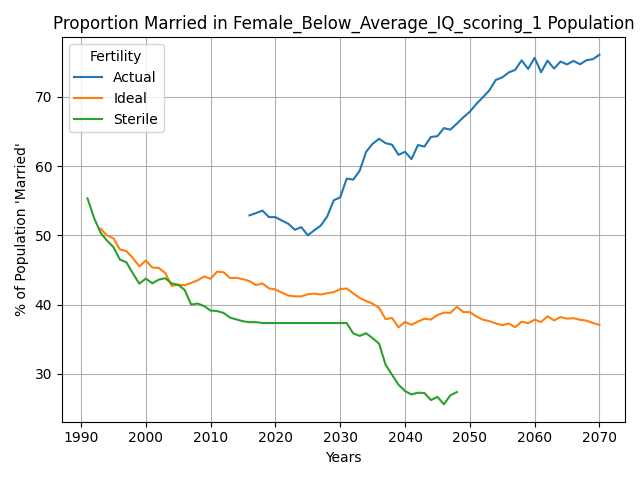 Proportion Married in Female_Below_Average_IQ_scoring_1 Population
Fertility
Actual
Ideal
Sterile
% of Population 'Married'
70
60
50
40
30
1990 2000 2010 2020 2030 2040 2050 2060 2070
Years